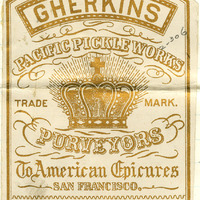 GHERKINS
PACIFIC PICKLE WORKS
TRADE MARK.
PURVEYORS
To American Epicures
SAN FRANCISCO.